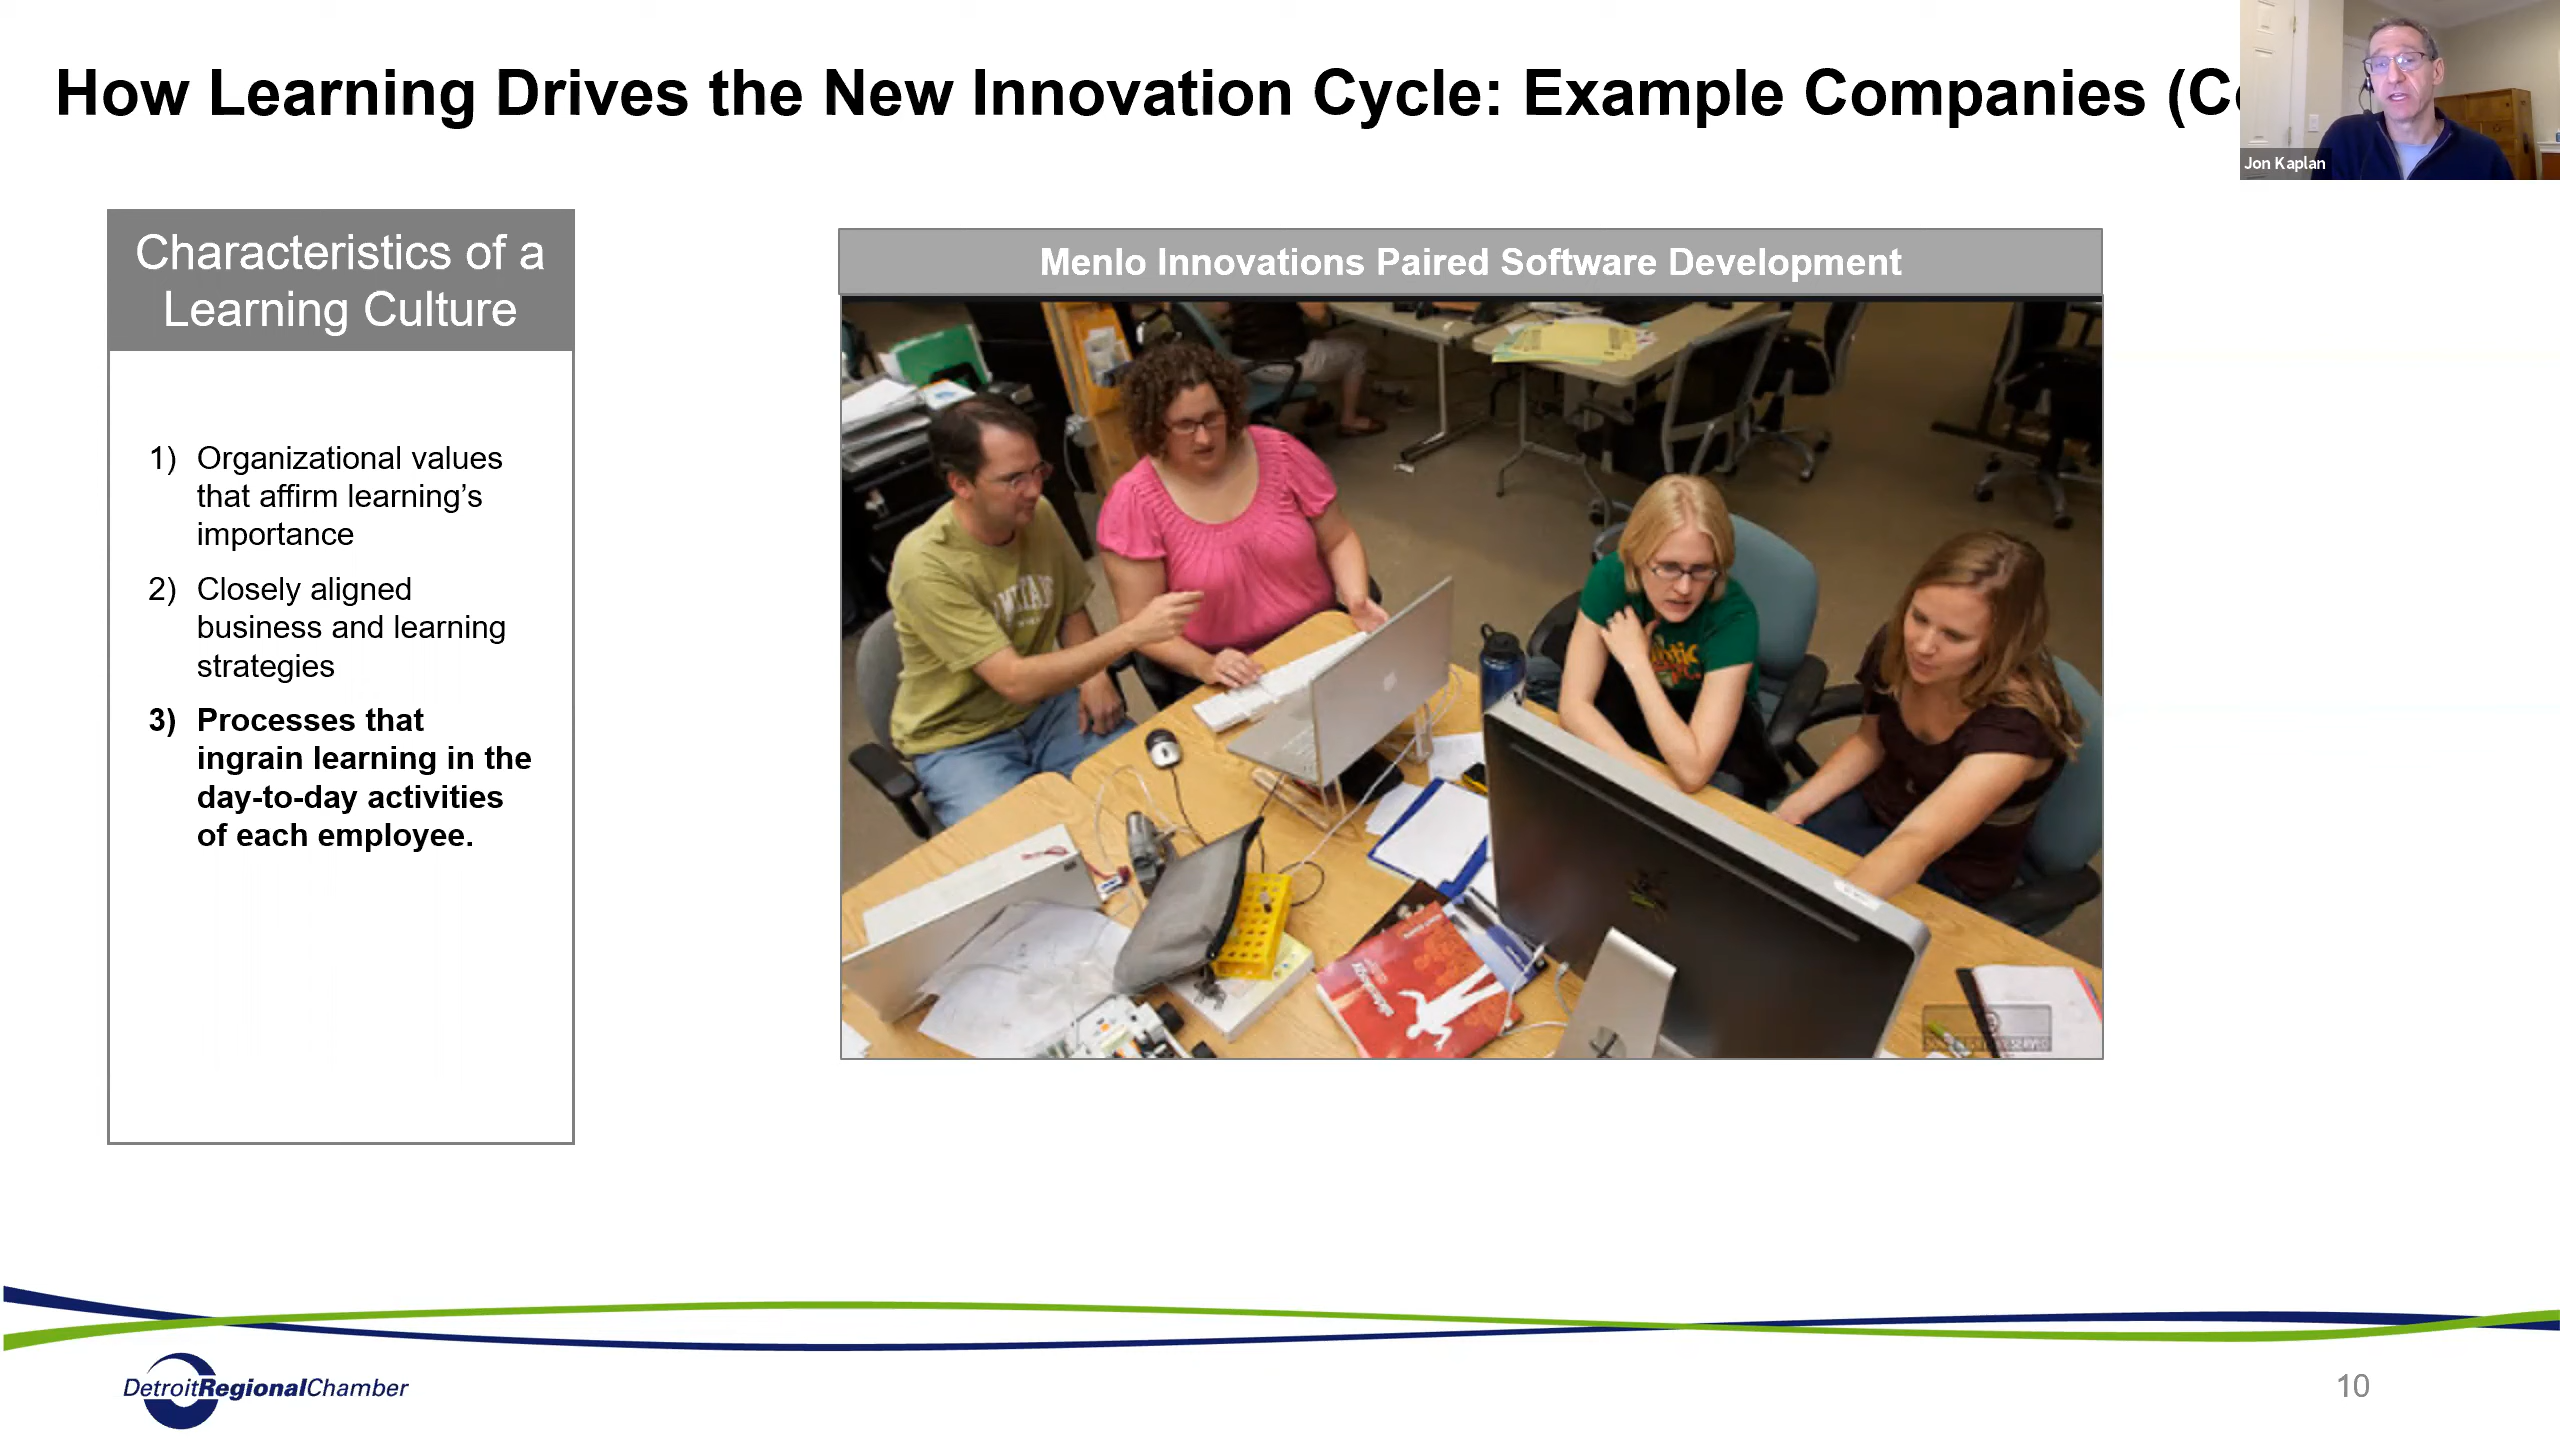 How Learning Drives the New Innovation Cycle: Example Companies (Co
Jon Kaplan
Characteristics of a
Learning Culture
1) Organizational values
that affirm learning’s
importance
2) Closely aligned
business and learning
strategies
3) Processes that
ingrain learning in the
day-to-day activities
of each employee.
Menlo Innovations Paired Software Development
DetroitRegionalChamber
10